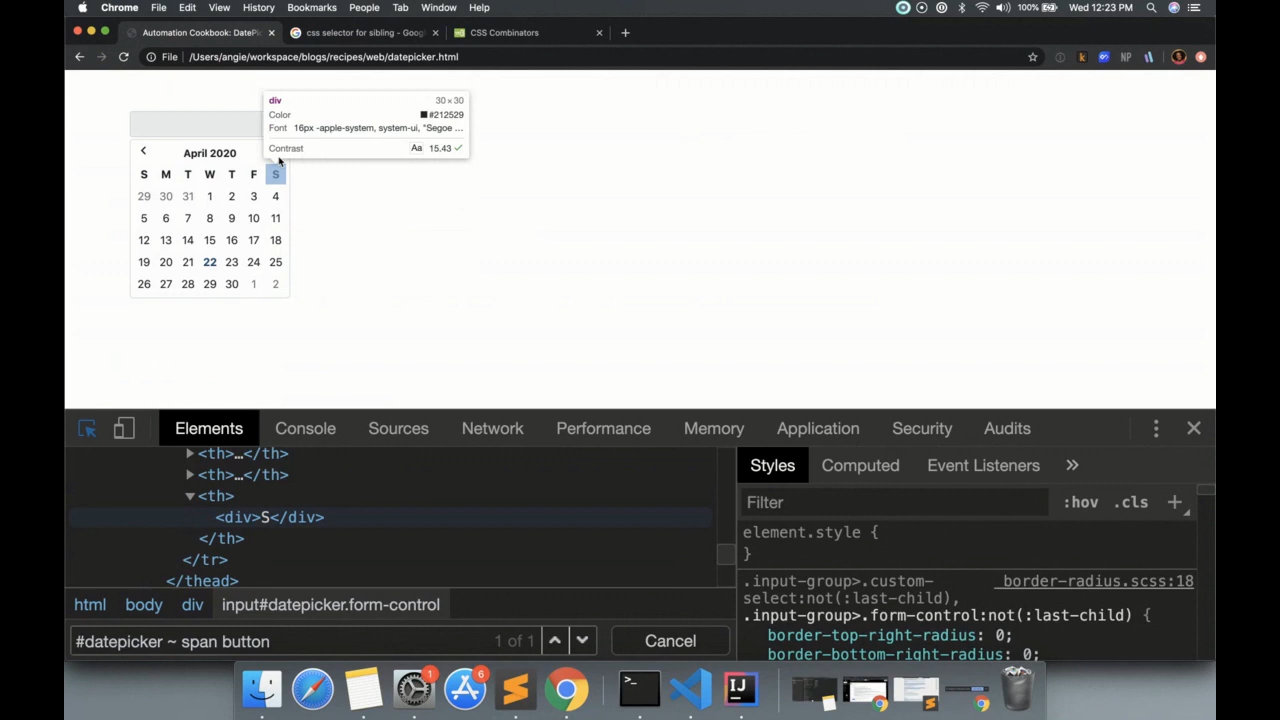 Chrome File Edit View History Bookmarks People Tab Window Help 100% Wed 12:23 PM
Automation Cookbook: DatePic
css selector for sibling - Googl
CSS Combinators
File /Users/angie/workspace/blogs/recipes/web/datepicker.html
NP
div 30 × 30
Color #212529
Font 16px -apple-system, system-ui, "Segoe ...
Contrast Aa 15.43
April 2020
S M T W T F S
29 30 31 1 2 3 4
5 6 7 8 9 10 11
12 13 14 15 16 17 18
19 20 21 22 23 24 25
26 27 28 29 30 1 2
Elements Console Sources Network Performance Memory Application Security Audits
<th>…</th>
<th>…</th>
<th>
<div>S</div>
</th>
</tr>
</thead>
html body div input#datepicker.form-control
#datepicker ~ span button 1 of 1 Cancel
Styles Computed Event Listeners »
Filter :hov .cls +
element.style {
}
.input-group>.custom- _border-radius.scss:18
select:not(:last-child),
.input-group>.form-control:not(:last-child) {
border-top-right-radius: 0;
border-bottom-right-radius: 0;
1
6
>_
IJ